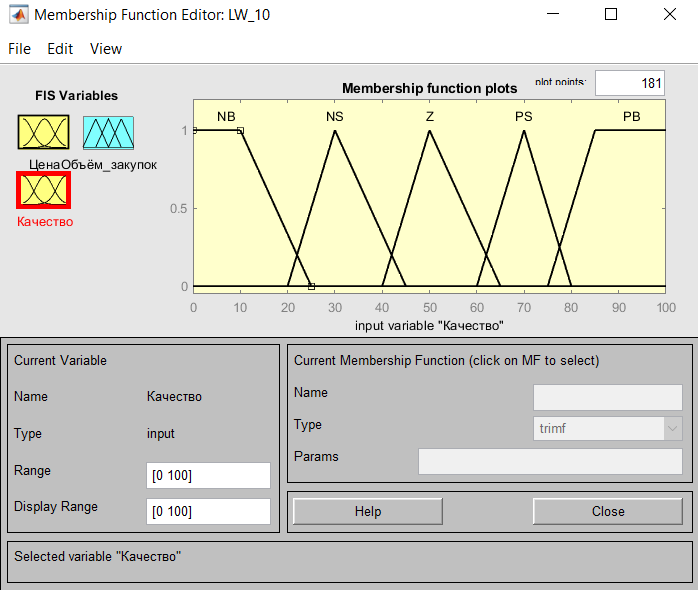 Membership Function Editor: LW_10
File Edit View
FIS Variables
ЦенаОбъём_закупок
Качество
Membership function plots
plot points:
181
NB NS Z PS PB
1
0.5
0
0 10 20 30 40 50 60 70 80 90 100
input variable "Качество"
Current Variable
Name Качество
Type input
Range [0 100]
Display Range [0 100]
Current Membership Function (click on MF to select)
Name
Type trimf
Params
Help Close
Selected variable "Качество"